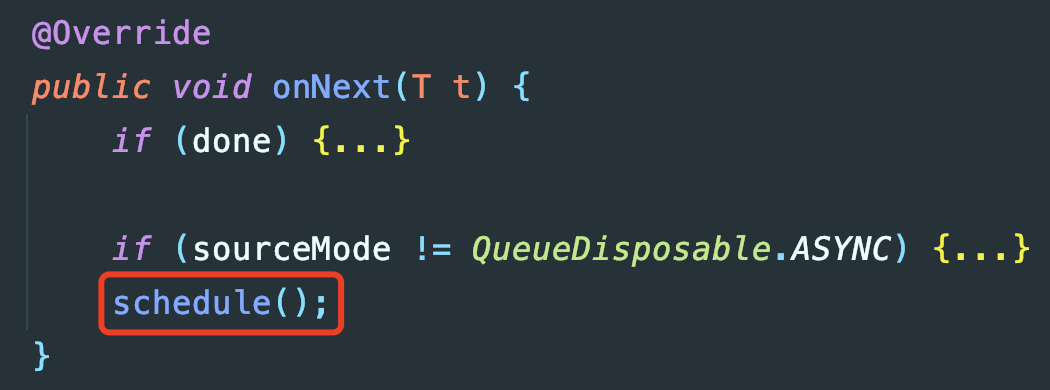 @Override
public void onNext(T t) {
if (done) {...}
if (sourceMode != QueueDisposable.ASYNC) {...}
schedule();
}